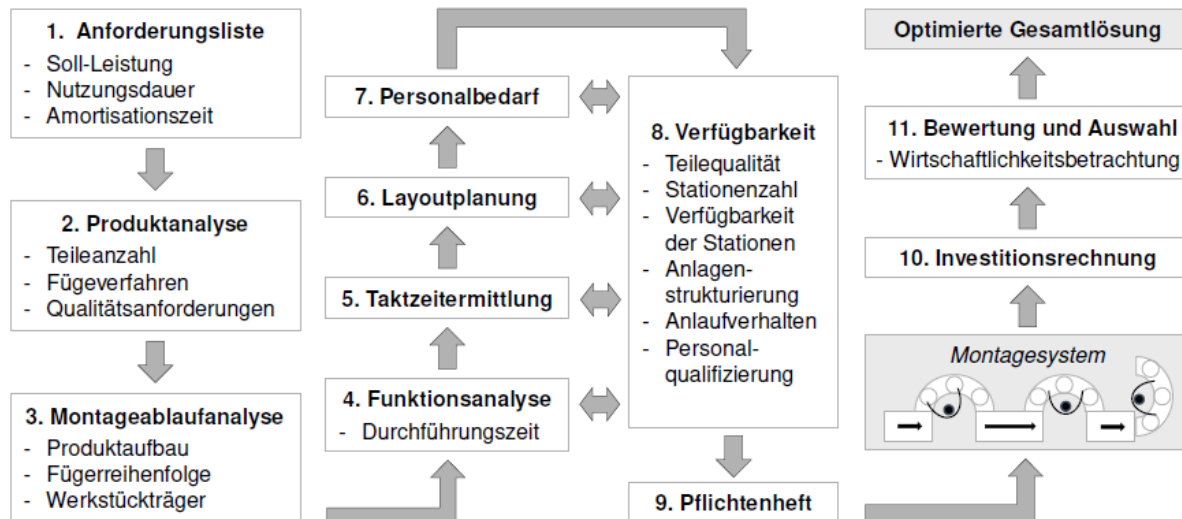 1. Anforderungsliste
- Soll-Leistung
- Nutzungsdauer
- Amortisationszeit
2. Produktanalyse
- Teileanzahl
- Fügeverfahren
- Qualitätsanforderungen
3. Montageablaufanalyse
- Produktaufbau
- Fügerreihenfolge
- Werkstückträger
4. Funktionsanalyse
- Durchführungszeit
5. Taktzeitermittlung
6. Layoutplanung
7. Personalbedarf
8. Verfügbarkeit
- Teilequalität
- Stationenzahl
- Verfügbarkeit
der Stationen
- Anlagen-
strukturierung
- Anlaufverhalten
- Personal-
qualifizierung
9. Pflichtenheft
Montagesystem
10. Investitionsrechnung
11. Bewertung und Auswahl
- Wirtschaftlichkeitsbetrachtung
Optimierte Gesamtlösung